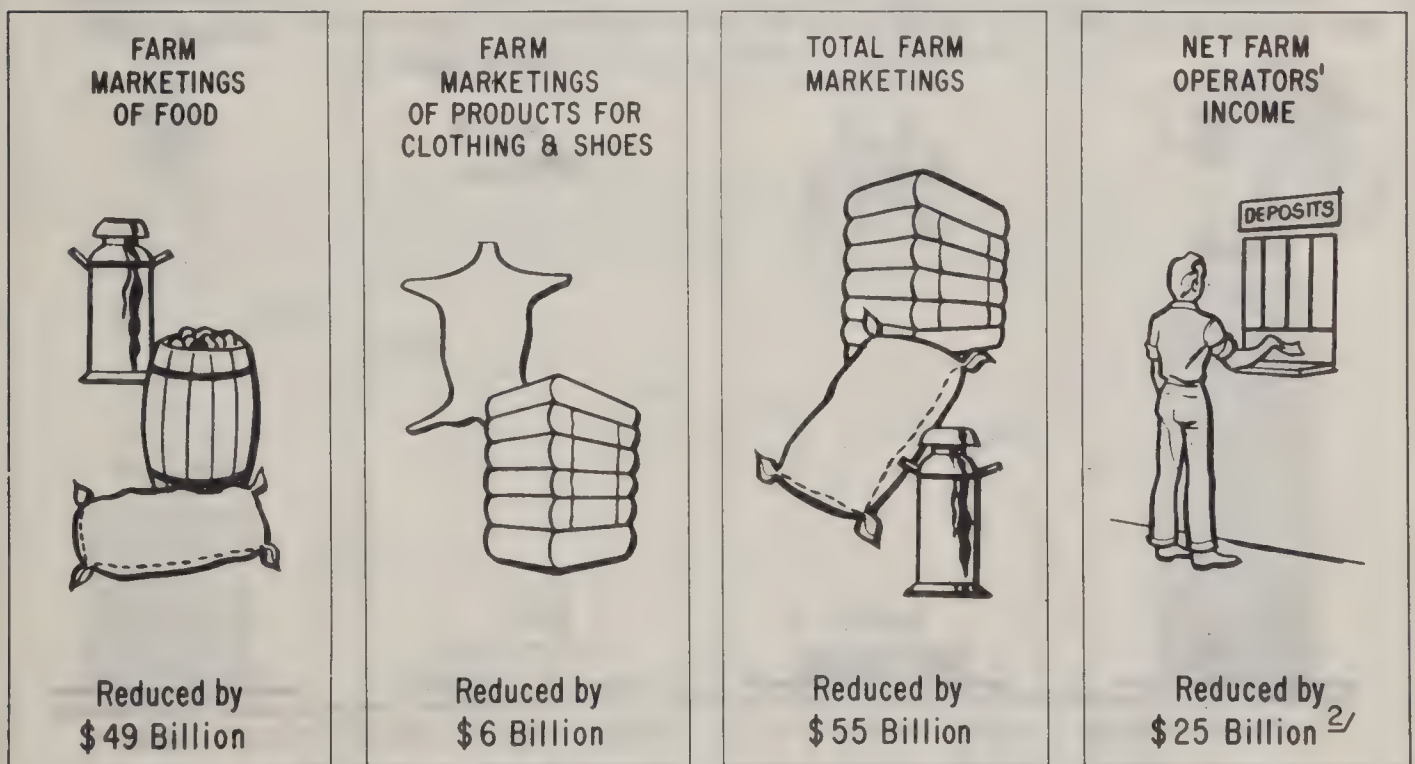 FARM
MARKETINGS
OF FOOD
Reduced by
$49 Billion
FARM
MARKETINGS
OF PRODUCTS FOR
CLOTHING & SHOES
Reduced by
$6 Billion
TOTAL FARM
MARKETINGS
Reduced by
$55 Billion
NET FARM
OPERATORS'
INCOME
DEPOSITS
Reduced by
$25 Billion 2/